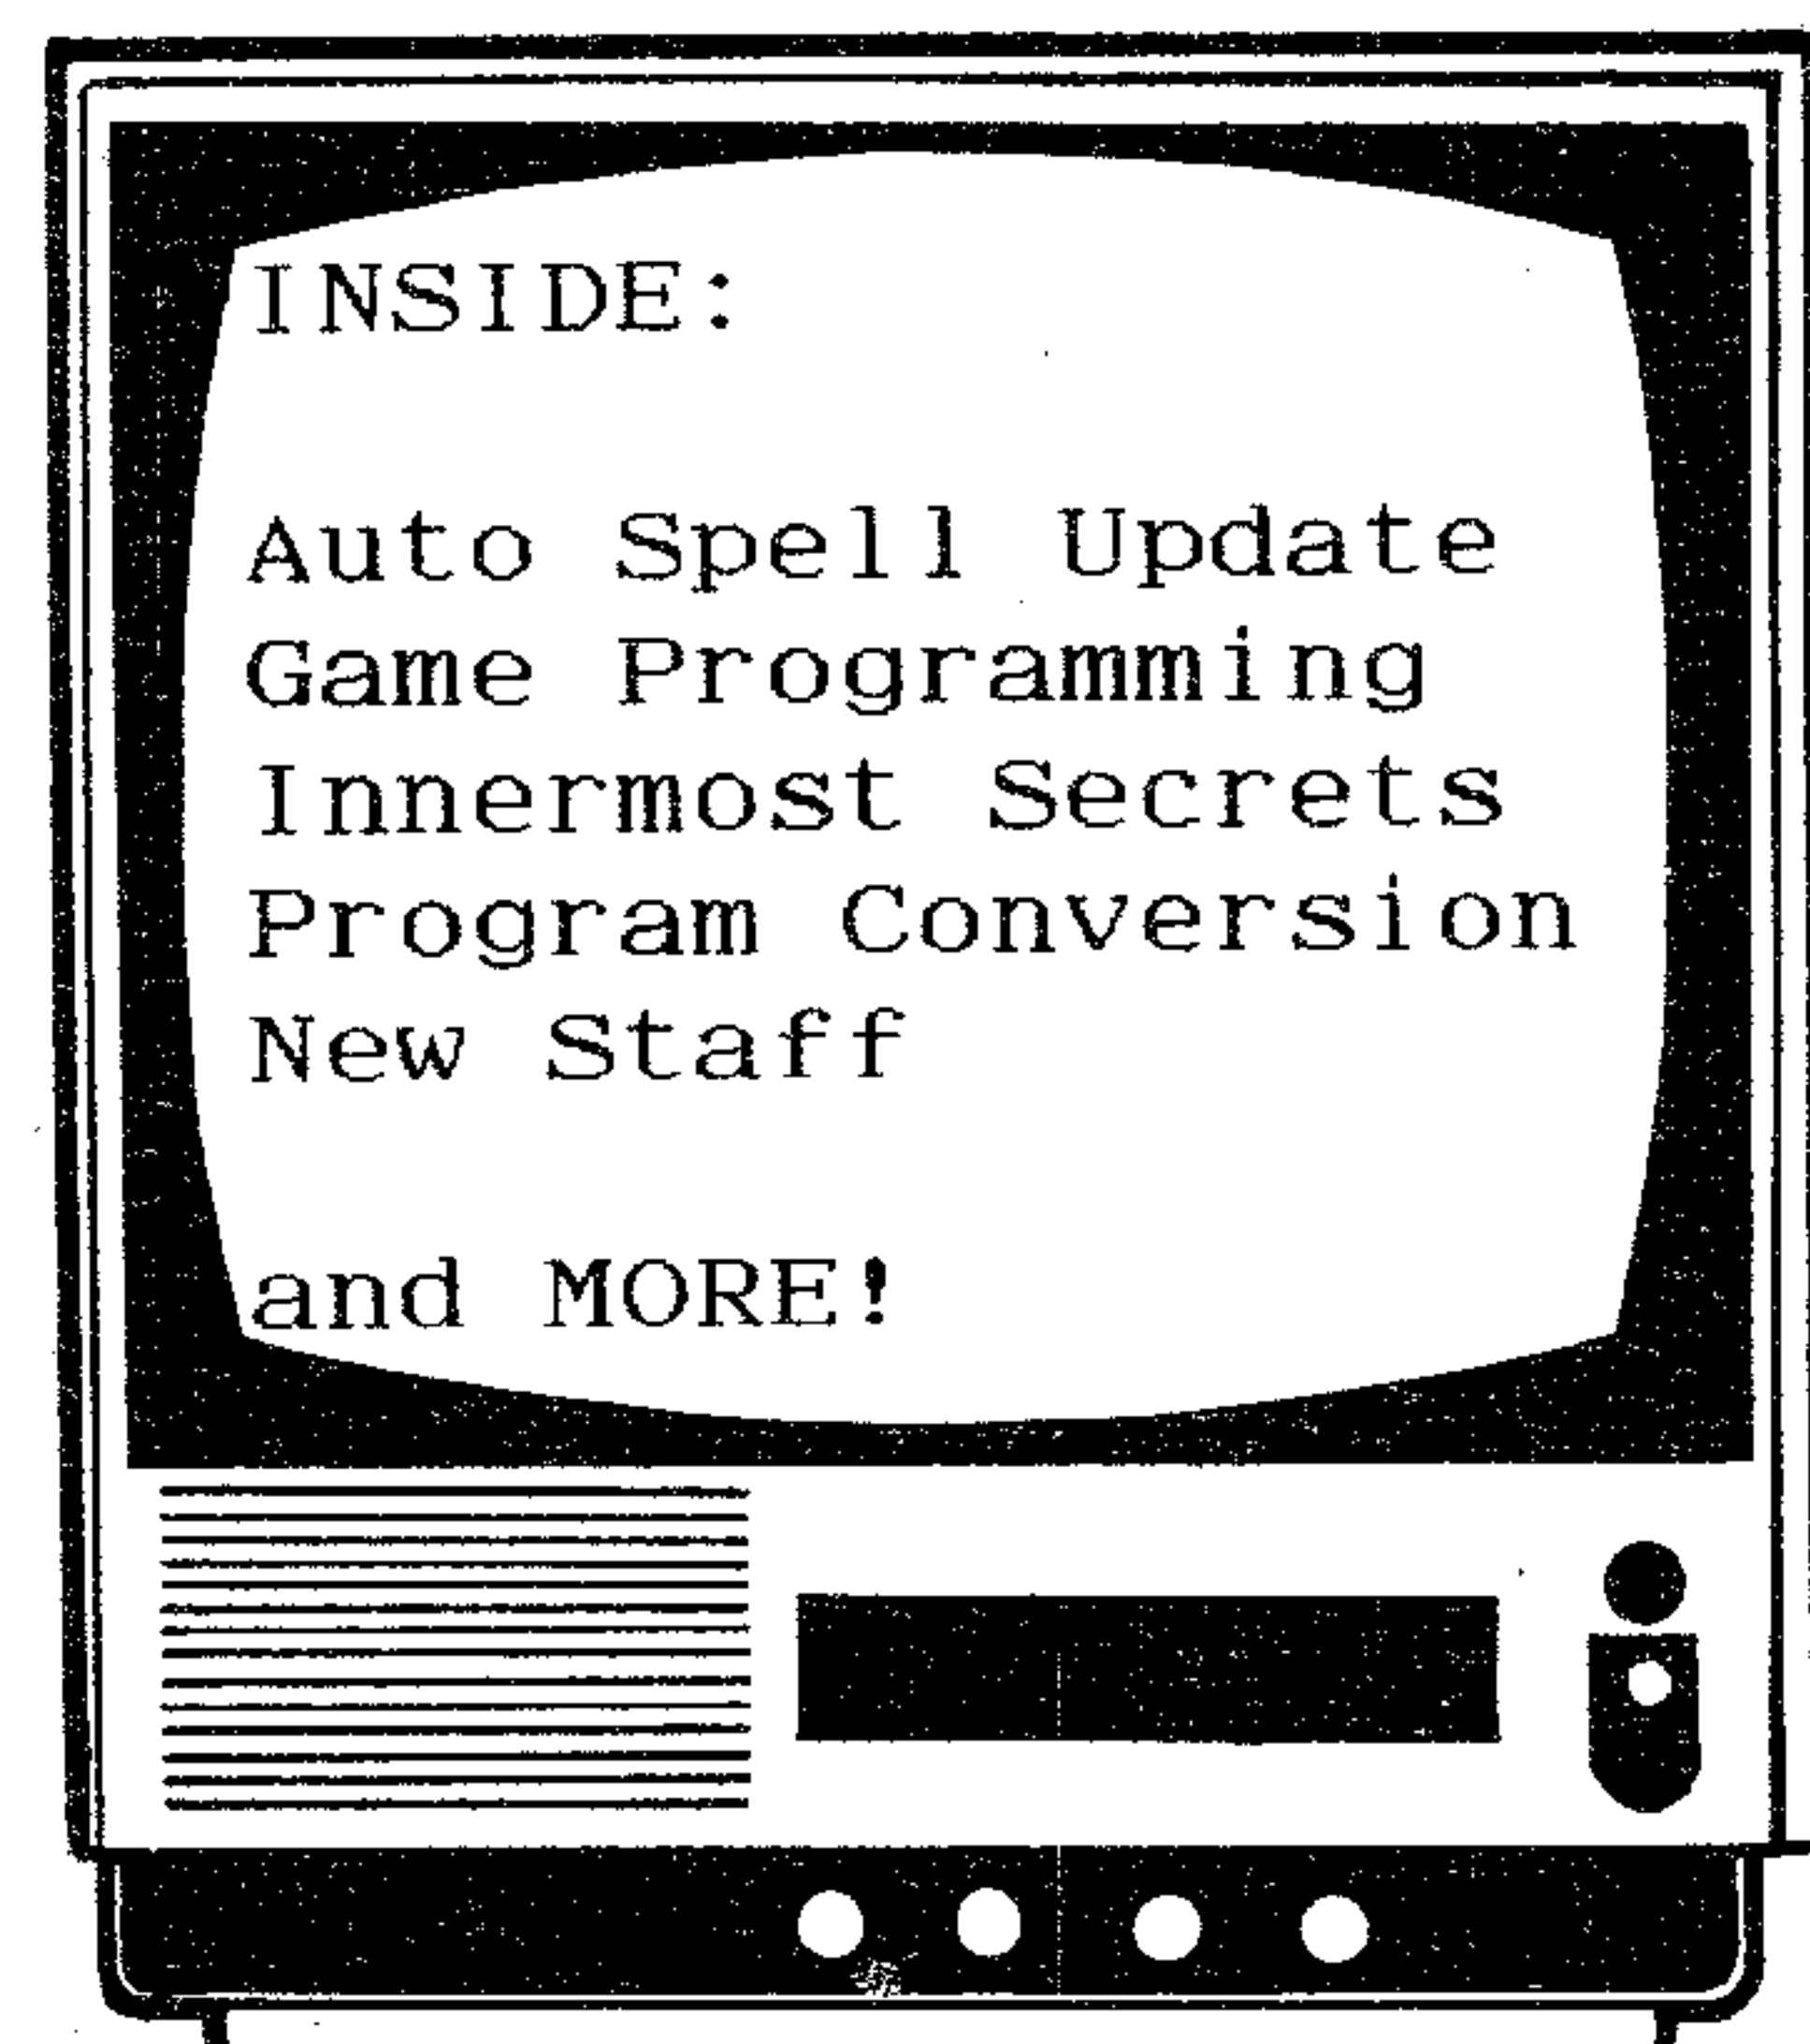 INSIDE:
Auto Spell Update
Game Programming
Innermost Secrets
Program Conversion
New Staff
and MORE!